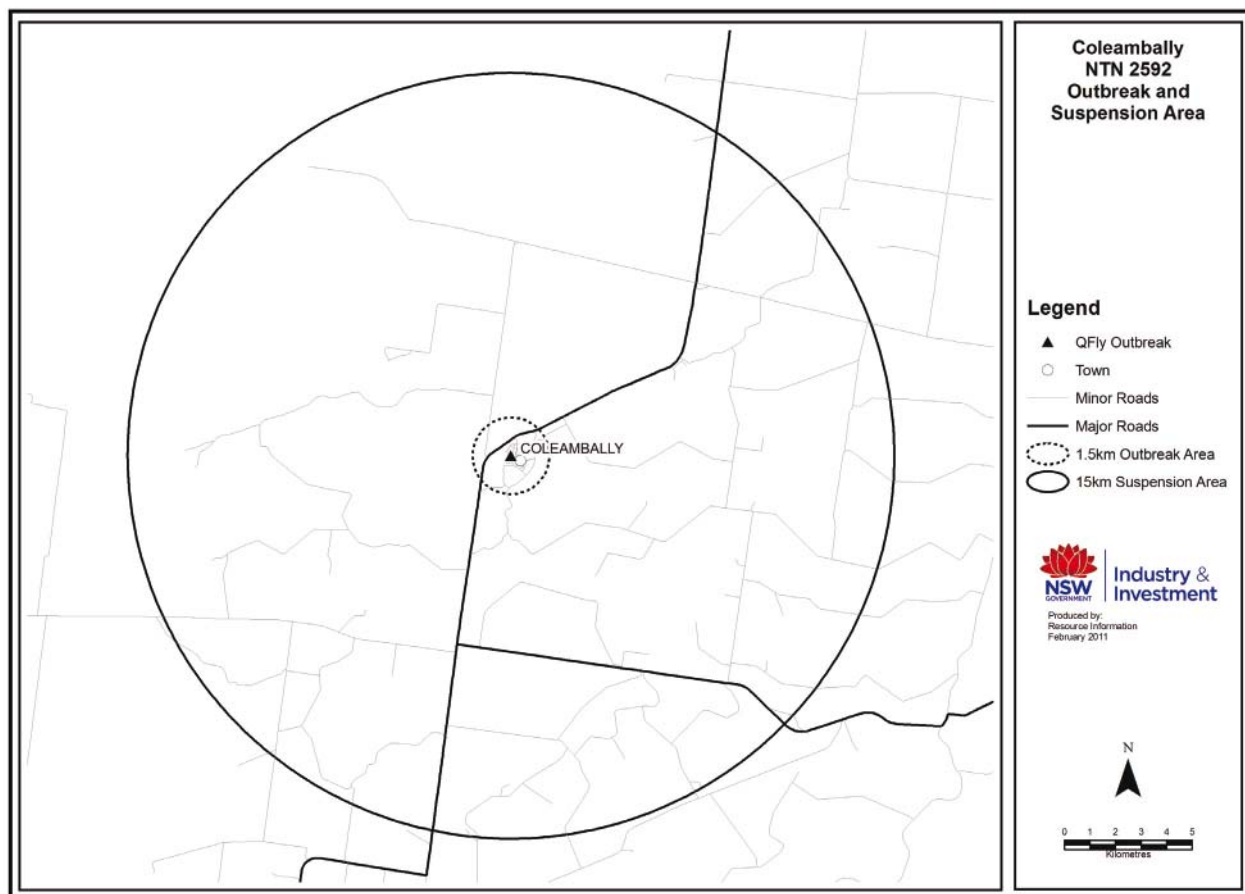 Coleambally
NTN 2592
Outbreak and
Suspension Area
COLEAMBALLY
Legend
QFly Outbreak
Town
Minor Roads
Major Roads
1.5km Outbreak Area
15km Suspension Area
NSW
GOVERNMENT
Industry &
Investment
Produced by:
Resource Information
February 2011
N
0 1 2 3 4 5
Kilometres